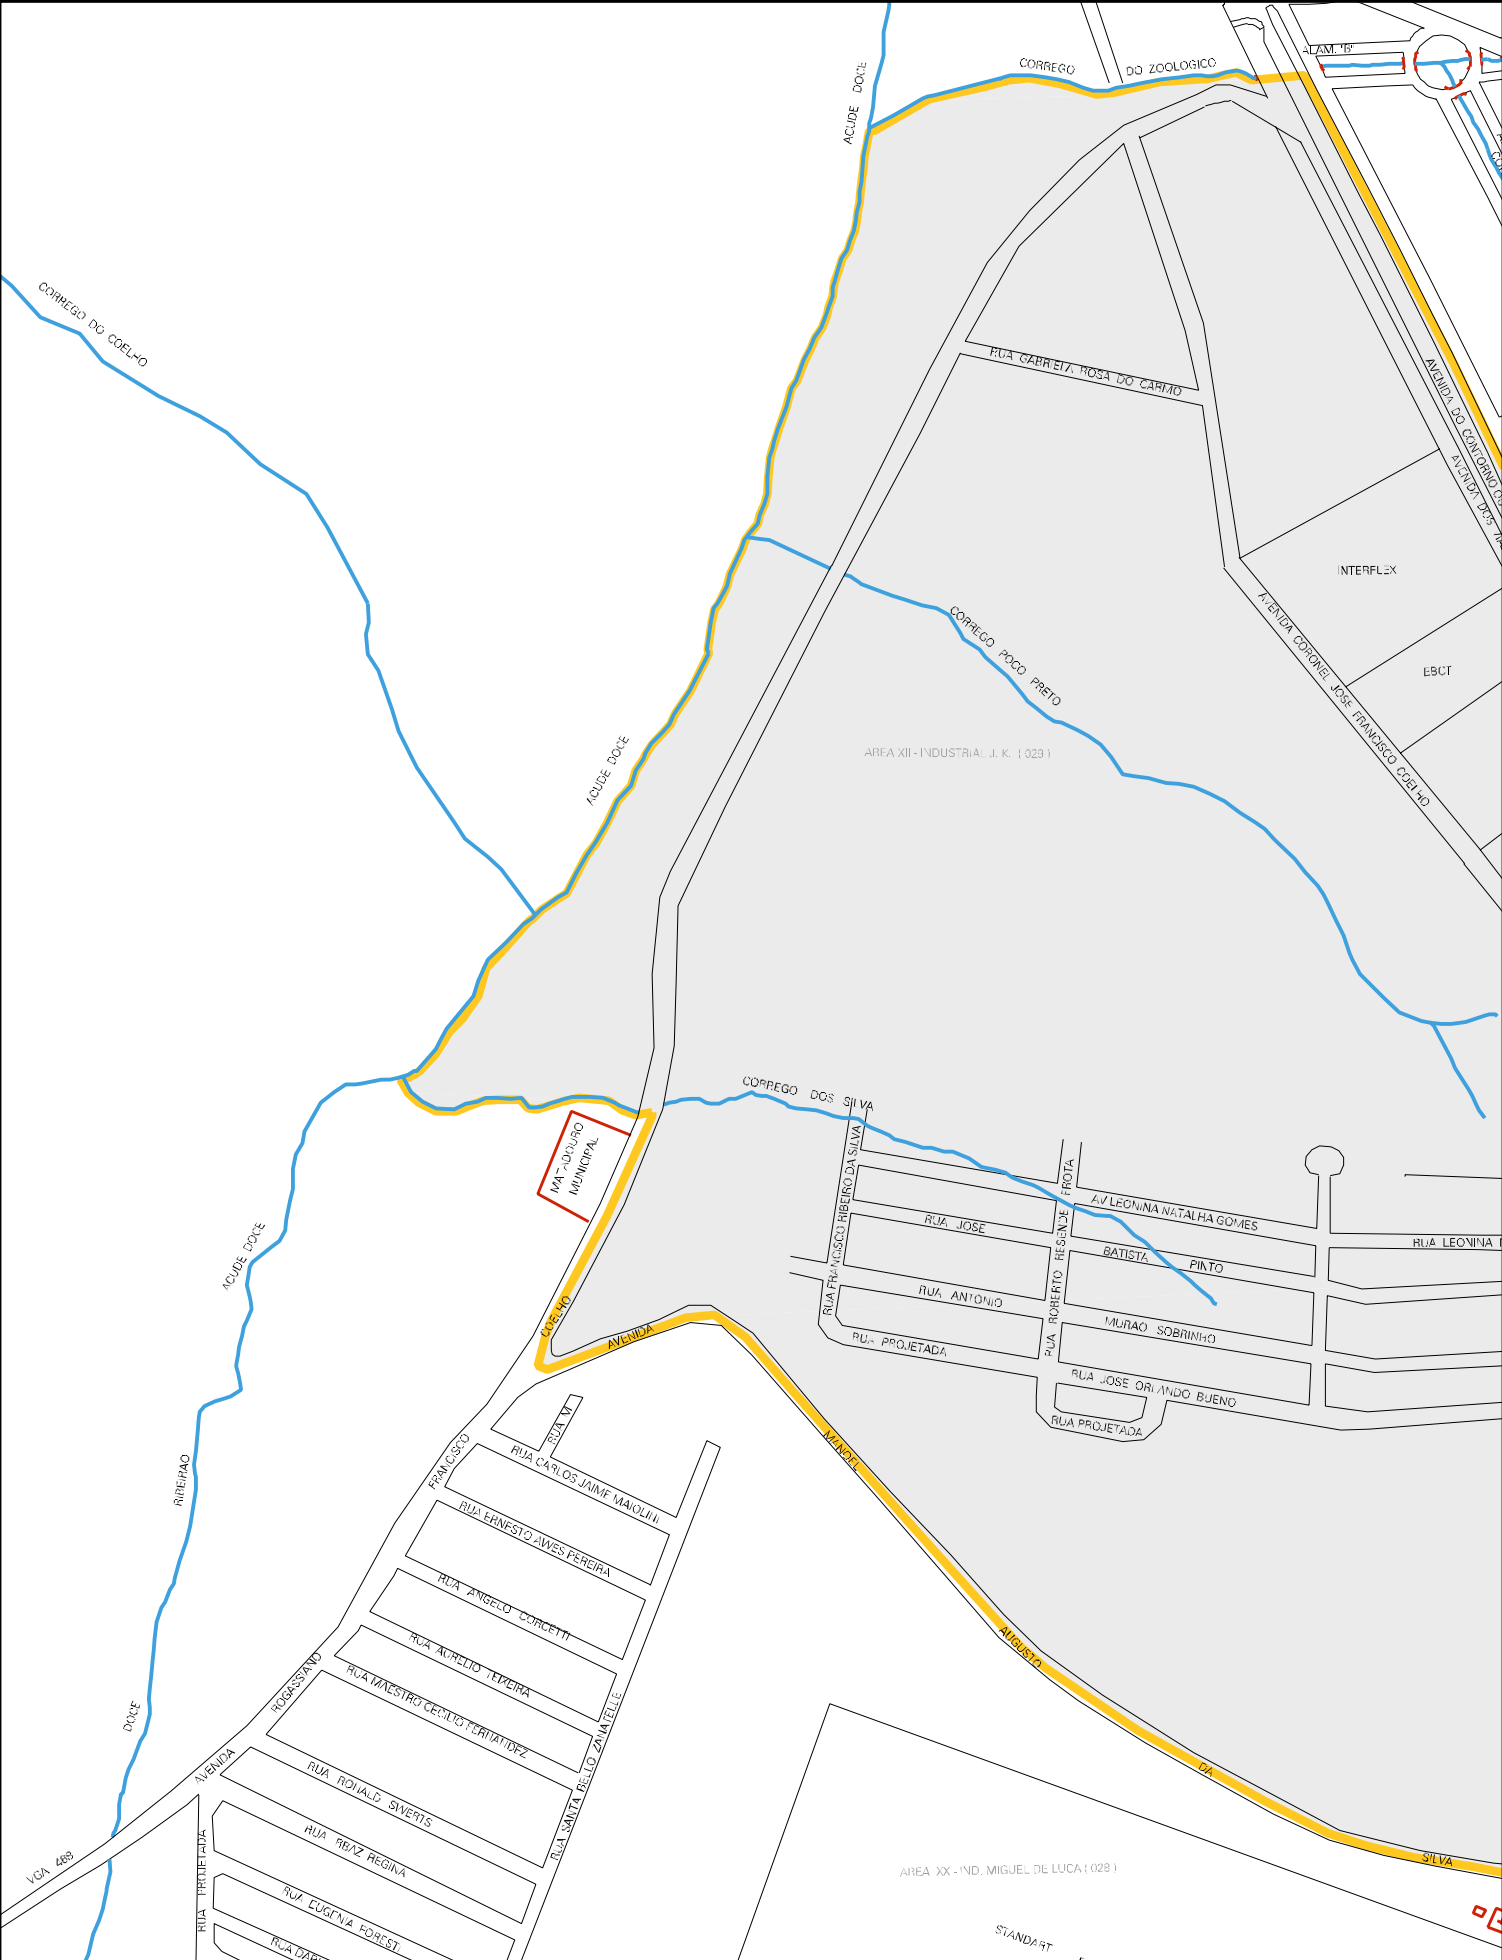 ALAM. "B"
CORREGO DO ZOOLOGICO
ACUDE DOCE
CORREGO DO COELHO
RUA GABRIELA ROSA DO CARMO
AVENIDA DO CONTORNO
AVENIDA DOS
INTERFLEX
CORREGO POCO PRETO
AVENIDA CORONEL JOSE FRANCISCO COELHO
EBCT
ACUDE DOCE
AREA XII - INDUSTRIAL J. K. ( 029 )
CORREGO DOS SILVA
MATADOURO
MUNICIPAL
RUA FRANCISCO RIBEIRO DA SILVA
RUA ROBERTO RESENDE FROTA
AV LEONINA NATALHA GOMES
RUA JOSE BATISTA PINTO
RUA LEONINA
ACUDE DOCE
RUA ANTONIO MURAO SOBRINHO
RUA PROJETADA
RUA JOSE ORLANDO BUENO
RUA PROJETADA
AVENIDA MANOEL AUGUSTO DA SILVA
RUA M
RUA CARLOS JAIME MAIOLINI
RUA ERNESTO AWES PEREIRA
RUA ANGELO CORCETTI
RUA AURELIO TEIXEIRA
RUA MAESTRO CECILIO FERNANDEZ
RUA RONALD SWERTS
RUA RBAZ REGINA
RUA EUGENIA FORESTI
RUA SANTA BELLO ZANATELLE
RIBEIRAO DOCE
AVENIDA ROGASSIANO FRANCISCO COELHO
VGA 468
RUA PROJETADA
AREA XX - IND. MIGUEL DE LUCA ( 028 )
STANDART